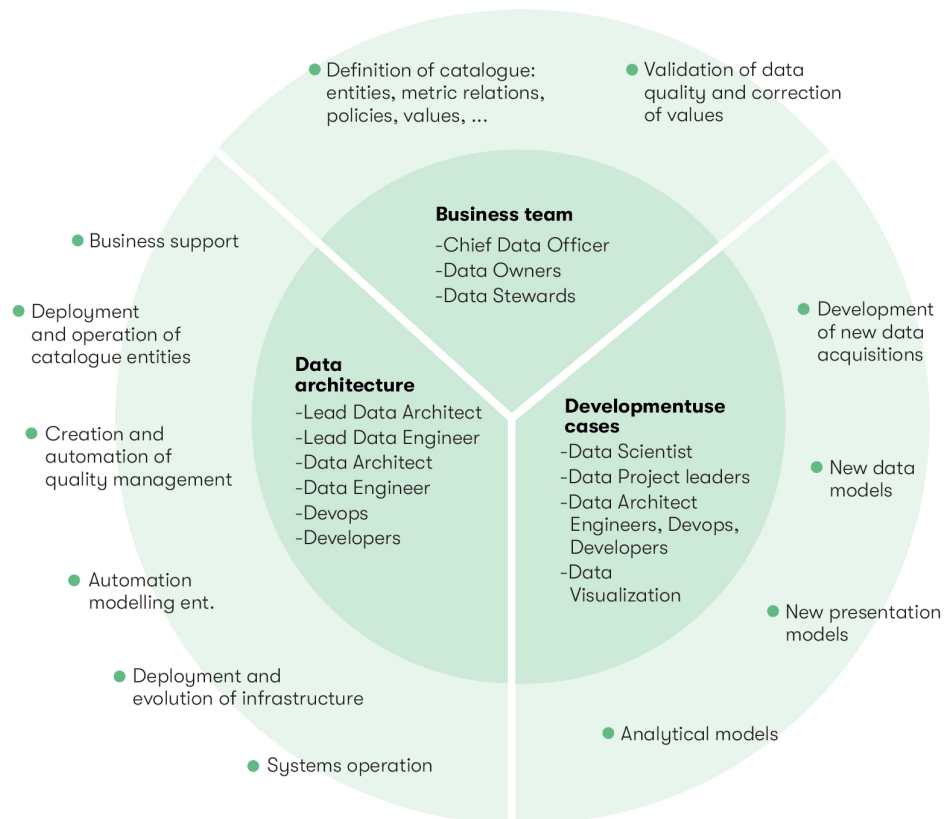 Definition of catalogue:
entities, metric relations,
policies, values, ...
Validation of data
quality and correction
of values
Business team
-Chief Data Officer
-Data Owners
-Data Stewards
Business support
Deployment
and operation of
catalogue entities
Creation and
automation of
quality management
Automation
modelling ent.
Deployment and
evolution of infrastructure
Systems operation
Data
architecture
-Lead Data Architect
-Lead Data Engineer
-Data Architect
-Data Engineer
-Devops
-Developers
Developmentuse
cases
-Data Scientist
-Data Project leaders
-Data Architect
Engineers, Devops,
Developers
-Data
Visualization
Development
of new data
acquisitions
New data
models
New presentation
models
Analytical models